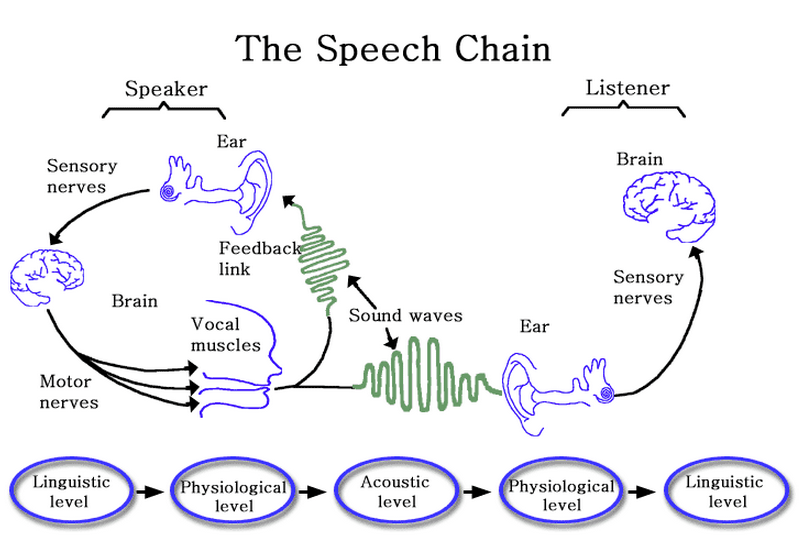 The Speech Chain
Speaker
Listener
Ear
Sensory
nerves
Brain
Feedback
link
Sensory
nerves
Brain
Sound waves
Vocal
muscles
Ear
Motor
nerves
Linguistic
level
Physiological
level
Acoustic
level
Physiological
level
Linguistic
level